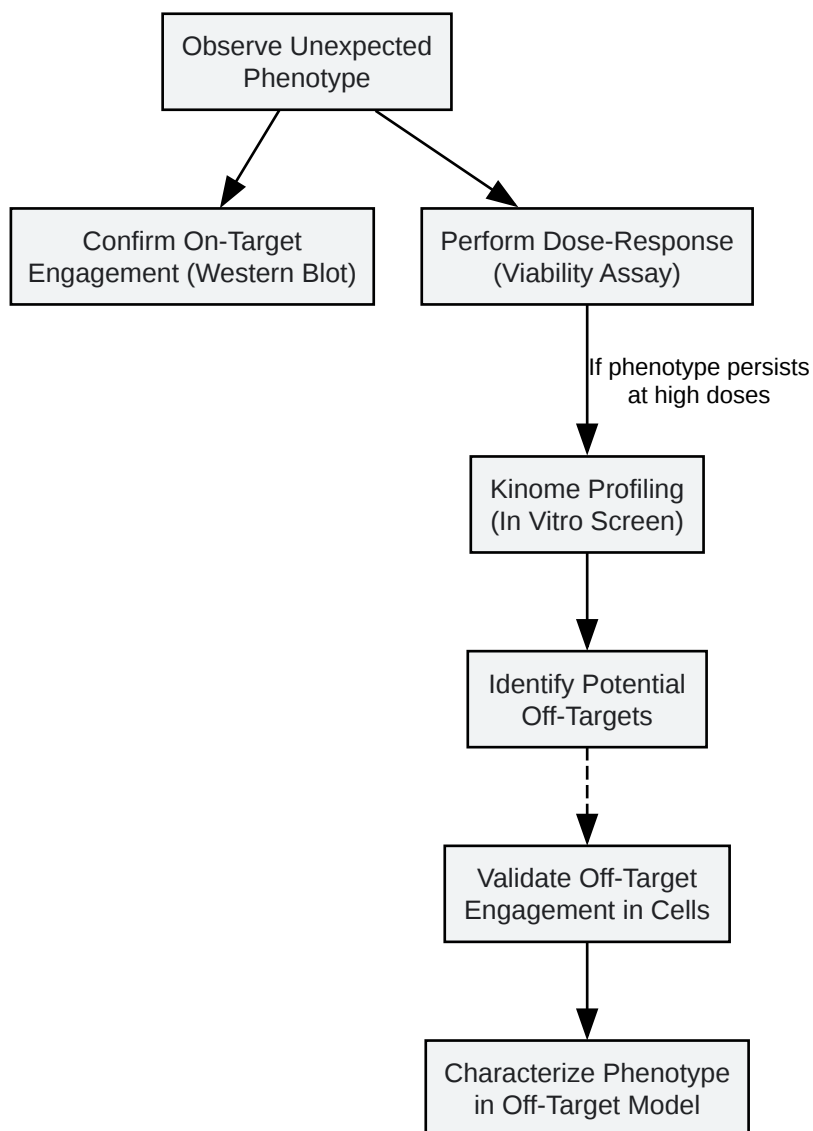 Observe Unexpected
Phenotype
Confirm On-Target
Engagement (Western Blot)
Perform Dose-Response
(Viability Assay)
If phenotype persists
at high doses
Kinome Profiling
(In Vitro Screen)
Identify Potential
Off-Targets
Validate Off-Target
Engagement in Cells
Characterize Phenotype
in Off-Target Model